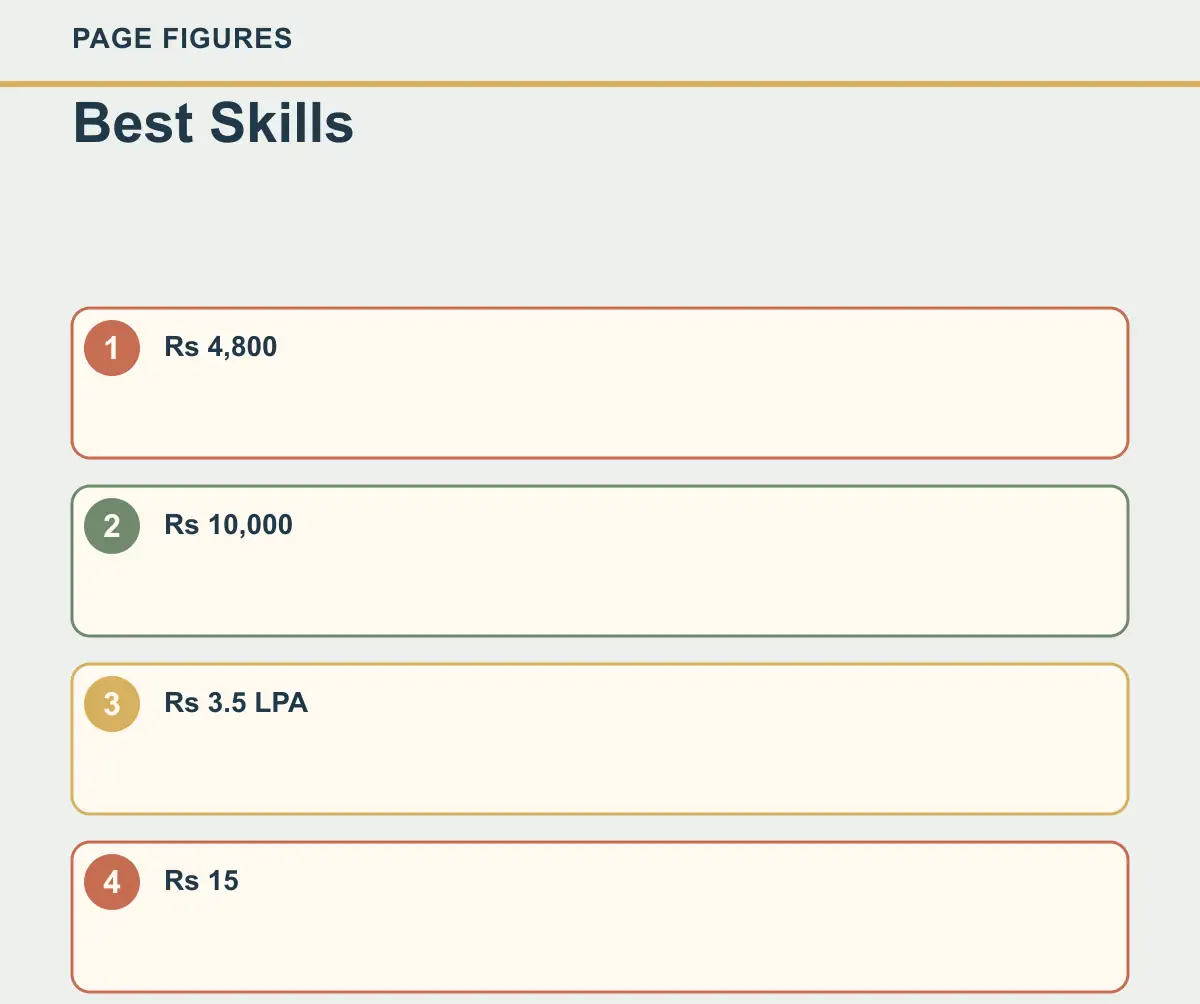 PAGE FIGURES
Best Skills
1 Rs 4,800
2 Rs 10,000
3 Rs 3.5 LPA
4 Rs 15